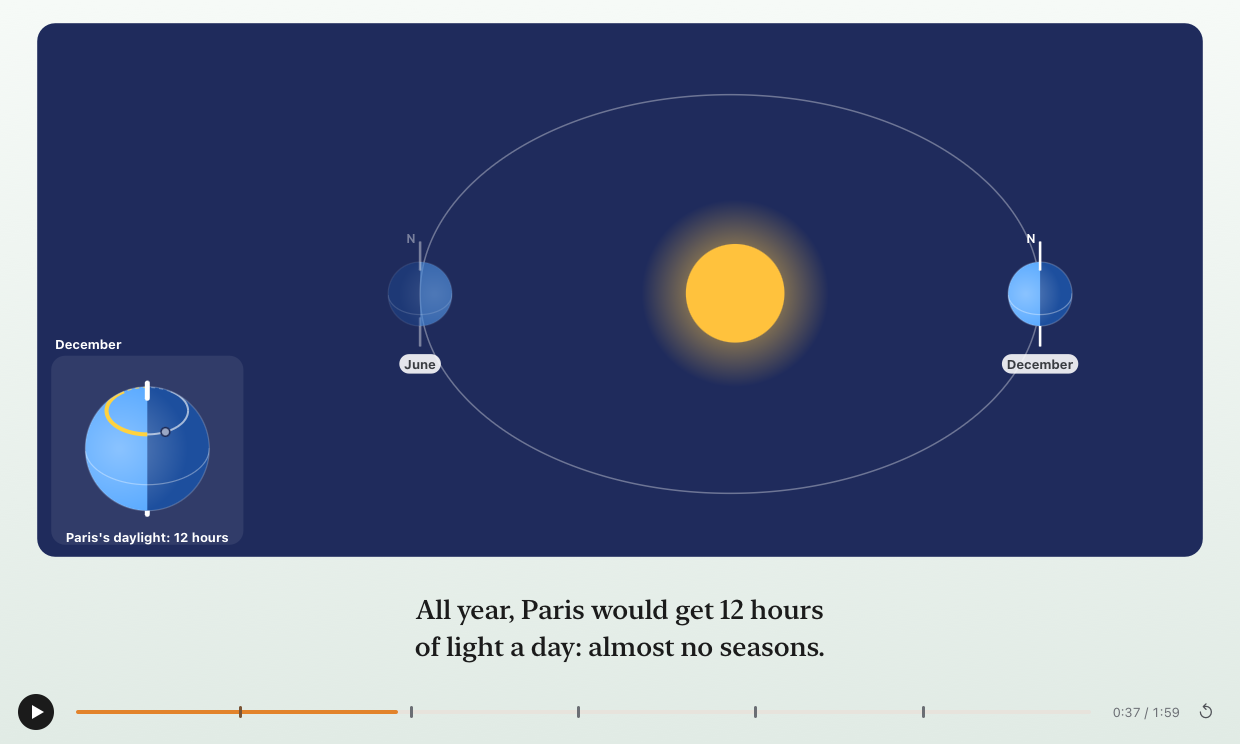 N
N
June
December
December
Paris's daylight: 12 hours
All year, Paris would get 12 hours
of light a day: almost no seasons.
0:37 / 1:59